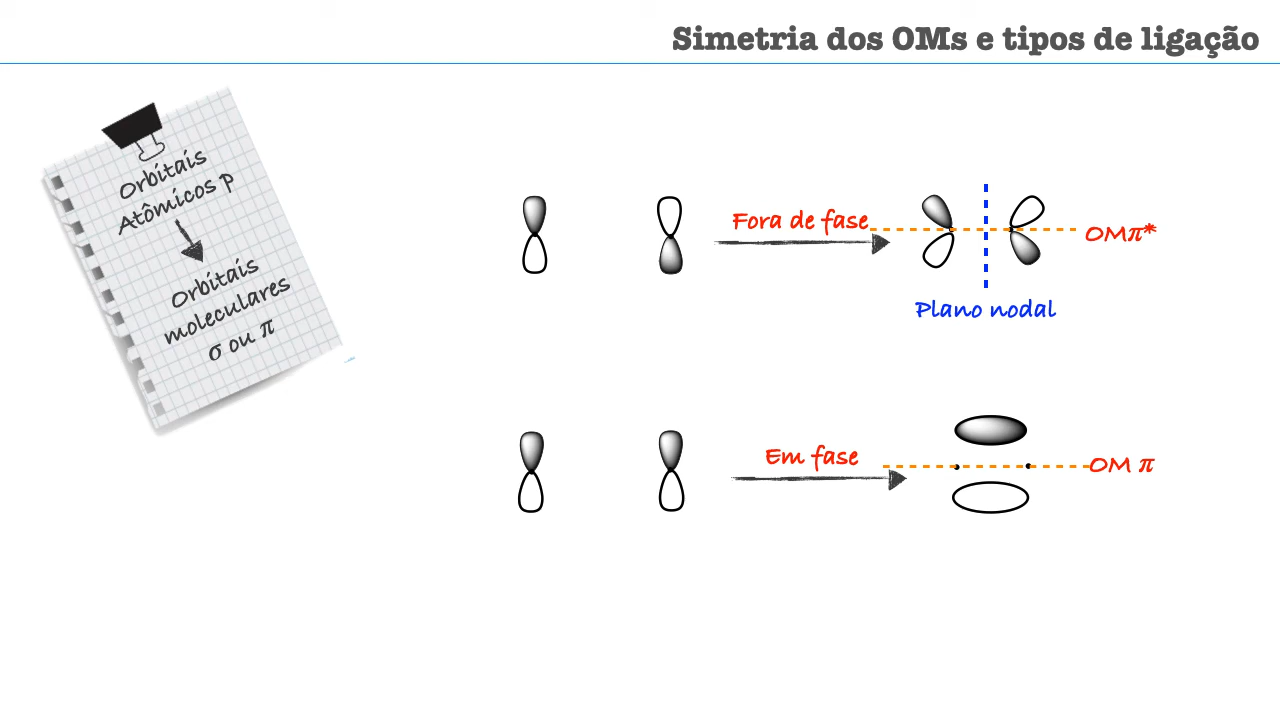 Simetria dos OMs e tipos de ligação
Orbitais
Atômicos p
Orbitais
moleculares
σ ou π
Fora de fase
OMπ*
Plano nodal
Em fase
OM π